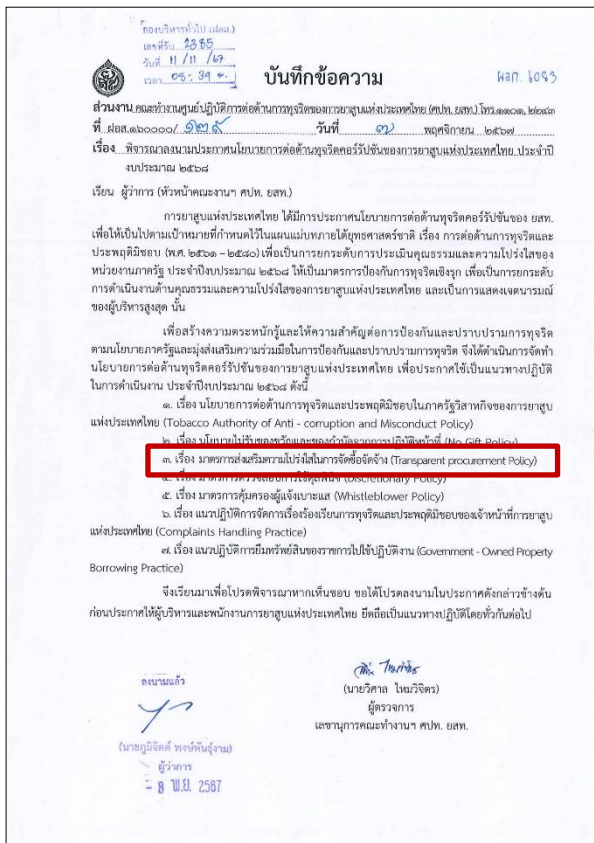 กองบริหารทั่วไป (ฝอส.)
เลขที่รับ 2385
วันที่ 11 / 11 / 67
เวลา 08:39 น.
บันทึกข้อความ
ผอก. 6093
ส่วนงาน คณะทำงานศูนย์ปฏิบัติการต่อต้านการทุจริตของการยาสูบแห่งประเทศไทย (ศปท. ยสท.) โทร.๑๑๐๑,
ที่ ฝอส.๑๖๐๐๐๐/ ๑๒๙ วันที่ ๗ พฤศจิกายน ๒๕๖๗
เรื่อง พิจารณาลงนามประกาศนโยบายการต่อต้านทุจริตคอร์รัปชันของการยาสูบแห่งประเทศไทย ประจำปี
งบประมาณ ๒๕๖๘
เรียน ผู้ว่าการ (หัวหน้าคณะงานฯ ศปท. ยสท.)
การยาสูบแห่งประเทศไทย ได้มีการประกาศนโยบายการต่อต้านทุจริตคอร์รัปชันของ ยสท.
เพื่อให้เป็นไปตามเป้าหมายที่กำหนดไว้ในแผนแม่บทภายใต้ยุทธศาสตร์ชาติ เรื่อง การต่อต้านการทุจริตและ
ประพฤติมิชอบ (พ.ศ. ๒๕๖๑ – ๒๕๘๐) เพื่อเป็นการยกระดับการประเมินคุณธรรมและความโปร่งใสของ
หน่วยงานภาครัฐ ประจำปีงบประมาณ ๒๕๖๘ ให้เป็นมาตรการป้องกันการทุจริตเชิงรุก เพื่อเป็นการยกระดับ
การดำเนินงานด้านคุณธรรมและความโปร่งใสของการยาสูบแห่งประเทศไทย และเป็นการแสดงเจตนารมณ์
ของผู้บริหารสูงสุด นั้น
เพื่อสร้างความตระหนักรู้และให้ความสำคัญต่อการป้องกันและปราบปรามการทุจริต
ตามนโยบายภาครัฐและมุ่งส่งเสริมความร่วมมือในการป้องกันและปราบปรามการทุจริต จึงได้ดำเนินการจัดทำ
นโยบายการต่อต้านทุจริตคอร์รัปชันของการยาสูบแห่งประเทศไทย เพื่อประกาศใช้เป็นแนวทางปฏิบัติ
ในการดำเนินงาน ประจำปีงบประมาณ ๒๕๖๘ ดังนี้
๑. เรื่อง นโยบายการต่อต้านการทุจริตและประพฤติมิชอบในภาครัฐวิสาหกิจของการยาสูบ
แห่งประเทศไทย (Tobacco Authority of Anti - corruption and Misconduct Policy)
๒. เรื่อง นโยบายไม่รับของขวัญและของกำนัลจากการปฏิบัติหน้าที่ (No Gift Policy)
๓. เรื่อง มาตรการส่งเสริมความโปร่งใสในการจัดซื้อจัดจ้าง (Transparent procurement Policy)
๔. เรื่อง มาตรการตรวจสอบการใช้ดุลพินิจ (Discretionary Policy)
๕. เรื่อง มาตรการคุ้มครองผู้แจ้งเบาะแส (Whistleblower Policy)
๖. เรื่อง แนวปฏิบัติการจัดการเรื่องร้องเรียนการทุจริตและประพฤติมิชอบของเจ้าหน้าที่การยาสูบ
แห่งประเทศไทย (Complaints Handling Practice)
๗. เรื่อง แนวปฏิบัติการยืมทรัพย์สินของราชการไปใช้ปฏิบัติงาน (Government - Owned Property
Borrowing Practice)
จึงเรียนมาเพื่อโปรดพิจารณาหากเห็นชอบ ขอได้โปรดลงนามในประกาศดังกล่าวข้างต้น
ก่อนประกาศให้ผู้บริหารและพนักงานการยาสูบแห่งประเทศไทย ยึดถือเป็นแนวทางปฏิบัติโดยทั่วกันต่อไป
(นายวิศาล ไหมวิจิตร)
ผู้ตรวจการ
เลขานุการคณะทำงานฯ ศปท. ยสท.
ลงนามแล้ว
(นายภูมิจิตต์ พงษ์พันธุ์งาม)
ผู้ว่าการ
- 8 พ.ย. 2567